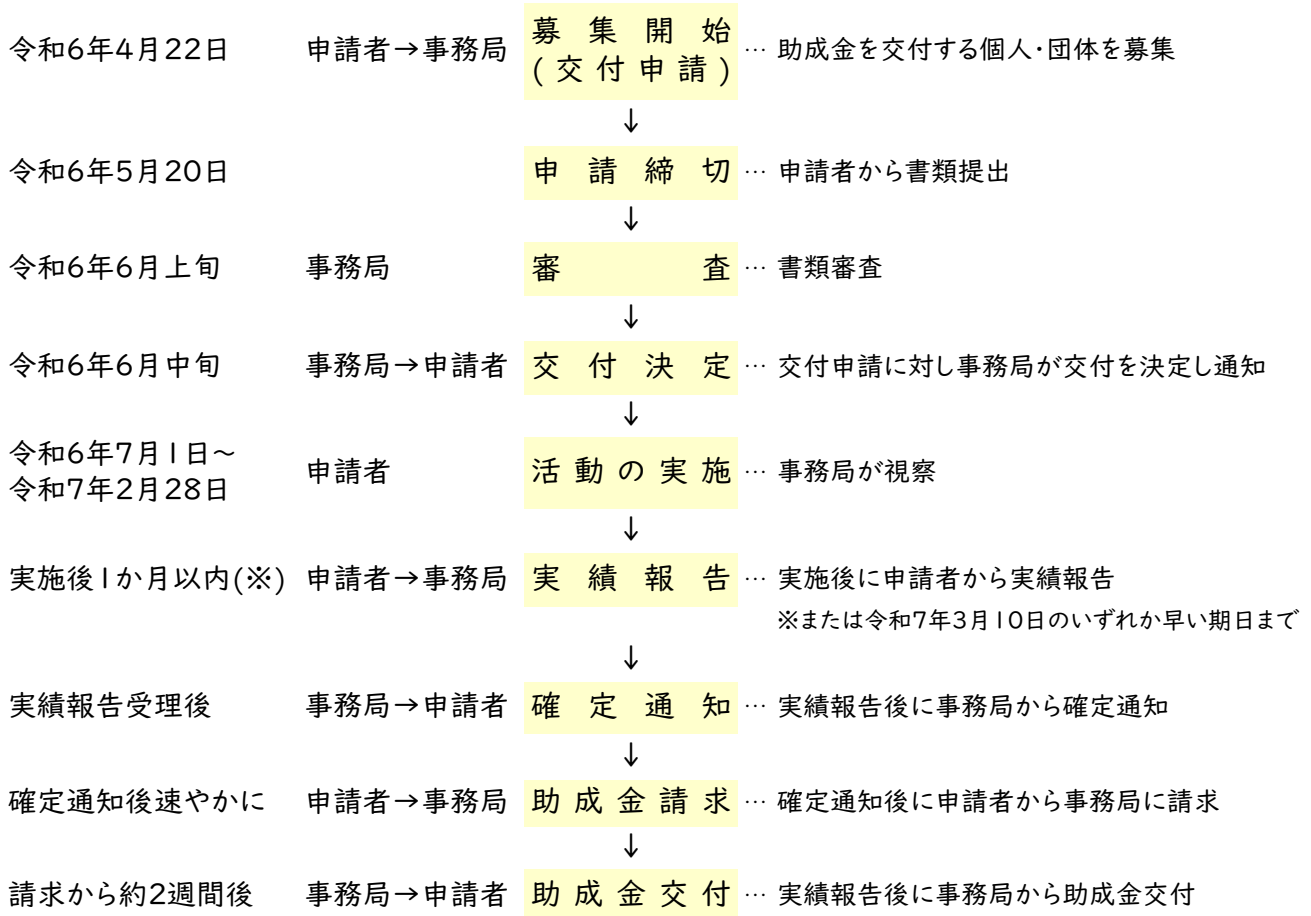 令和6年4月22日 申請者→事務局 募集開始 … 助成金を交付する個人・団体を募集
(交付申請)
↓
令和6年5月20日 申請締切 … 申請者から書類提出
↓
令和6年6月上旬 事務局 審査 … 書類審査
↓
令和6年6月中旬 事務局→申請者 交付決定 … 交付申請に対し事務局が交付を決定し通知
↓
令和6年7月1日~
令和7年2月28日 申請者 活動の実施 … 事務局が視察
↓
実施後1か月以内(※) 申請者→事務局 実績報告 … 実施後に申請者から実績報告
※または令和7年3月10日のいずれか早い期日まで
↓
実績報告受理後 事務局→申請者 確定通知 … 実績報告後に事務局から確定通知
↓
確定通知後速やかに 申請者→事務局 助成金請求 … 確定通知後に申請者から事務局に請求
↓
請求から約2週間後 事務局→申請者 助成金交付 … 実績報告後に事務局から助成金交付